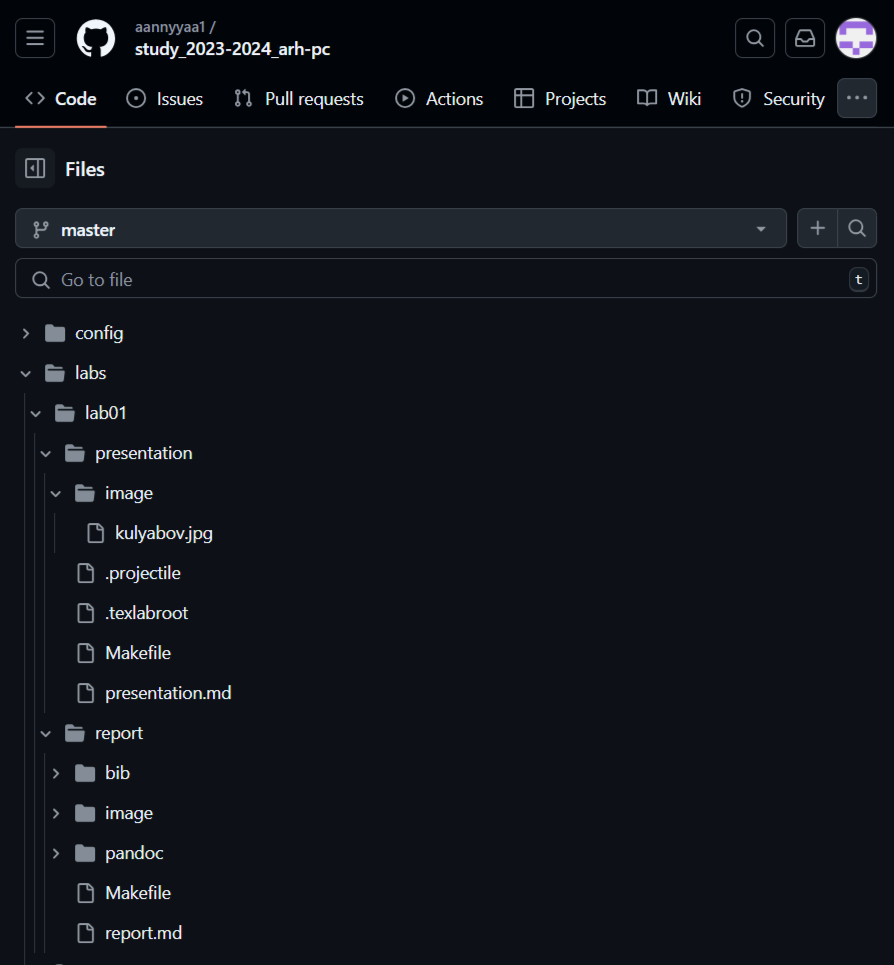 aannyyaa1 /
study_2023-2024_arh-pc
Code Issues Pull requests Actions Projects Wiki Security
Files
master
Go to file t
config
labs
lab01
presentation
image
kulyabov.jpg
.projectile
.texlabroot
Makefile
presentation.md
report
bib
image
pandoc
Makefile
report.md